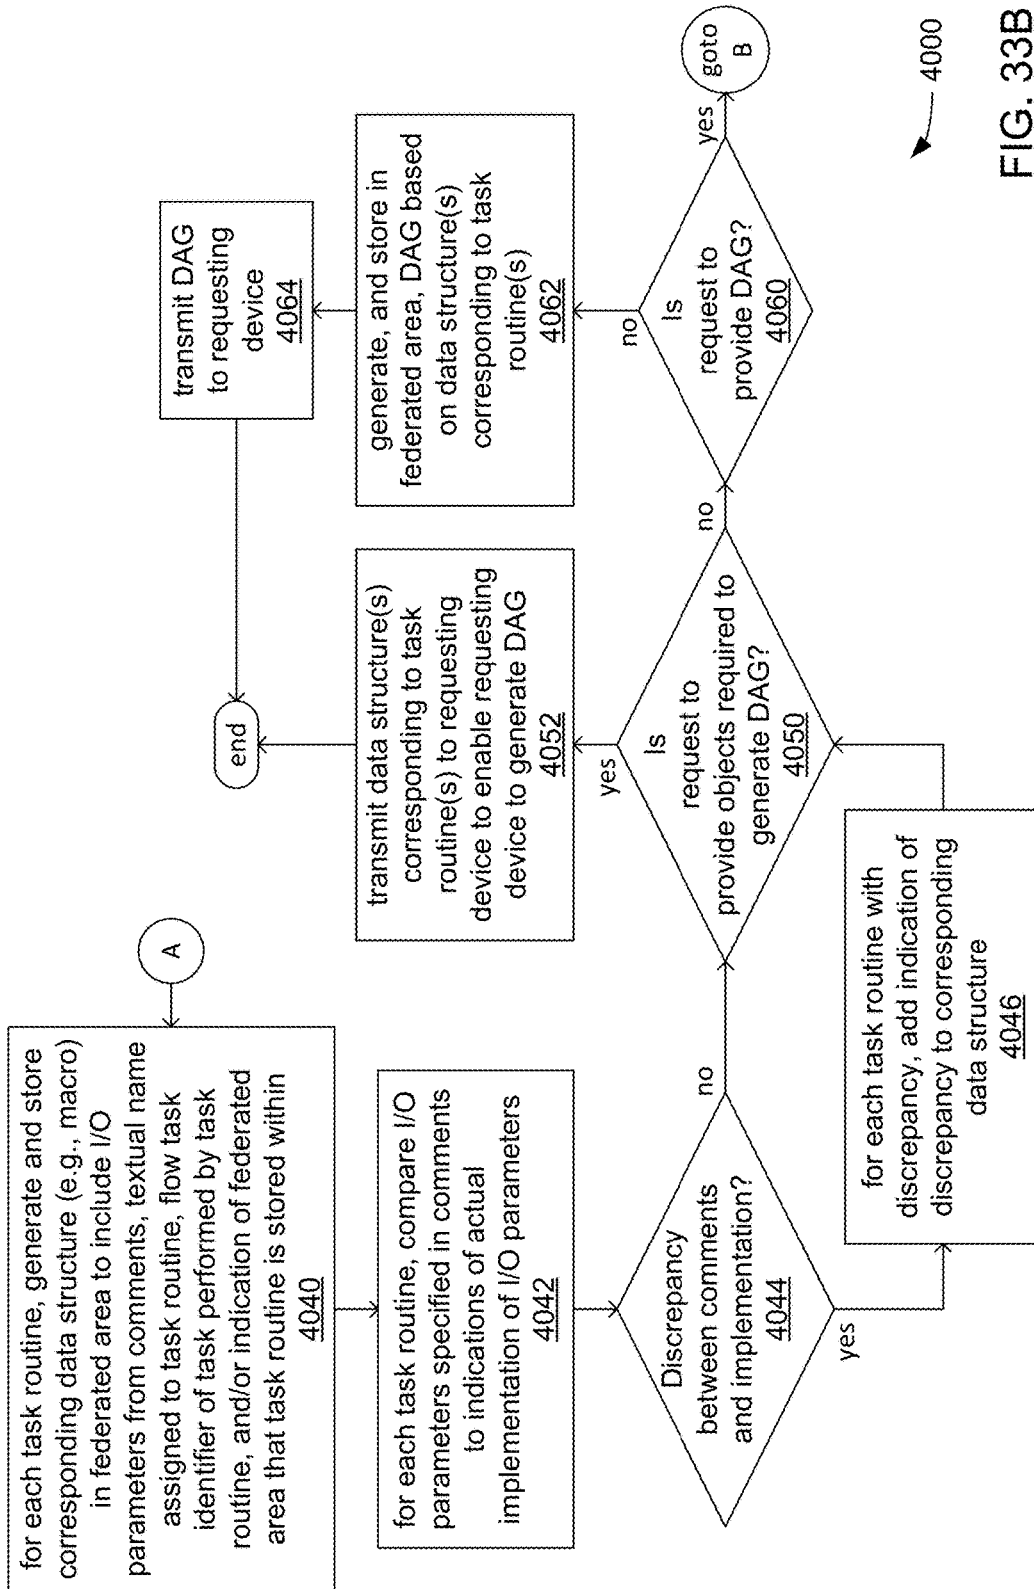 A
for each task routine, generate and store
corresponding data structure (e.g., macro)
in federated area to include I/O
parameters from comments, textual name
assigned to task routine, flow task
identifier of task performed by task
routine, and/or indication of federated
area that task routine is stored within
4040
for each task routine, compare I/O
parameters specified in comments
to indications of actual
implementation of I/O parameters
4042
Discrepancy
between comments
and implementation?
4044
no
yes
for each task routine with
discrepancy, add indication of
discrepancy to corresponding
data structure
4046
Is
request to
provide objects required to
generate DAG?
4050
yes
no
transmit data structure(s)
corresponding to task
routine(s) to requesting
device to enable requesting
device to generate DAG
4052
end
Is
request to
provide DAG?
4060
no
yes
generate, and store in
federated area, DAG based
on data structure(s)
corresponding to task
routine(s)
4062
transmit DAG
to requesting
device
4064
goto
B
4000
FIG. 33B